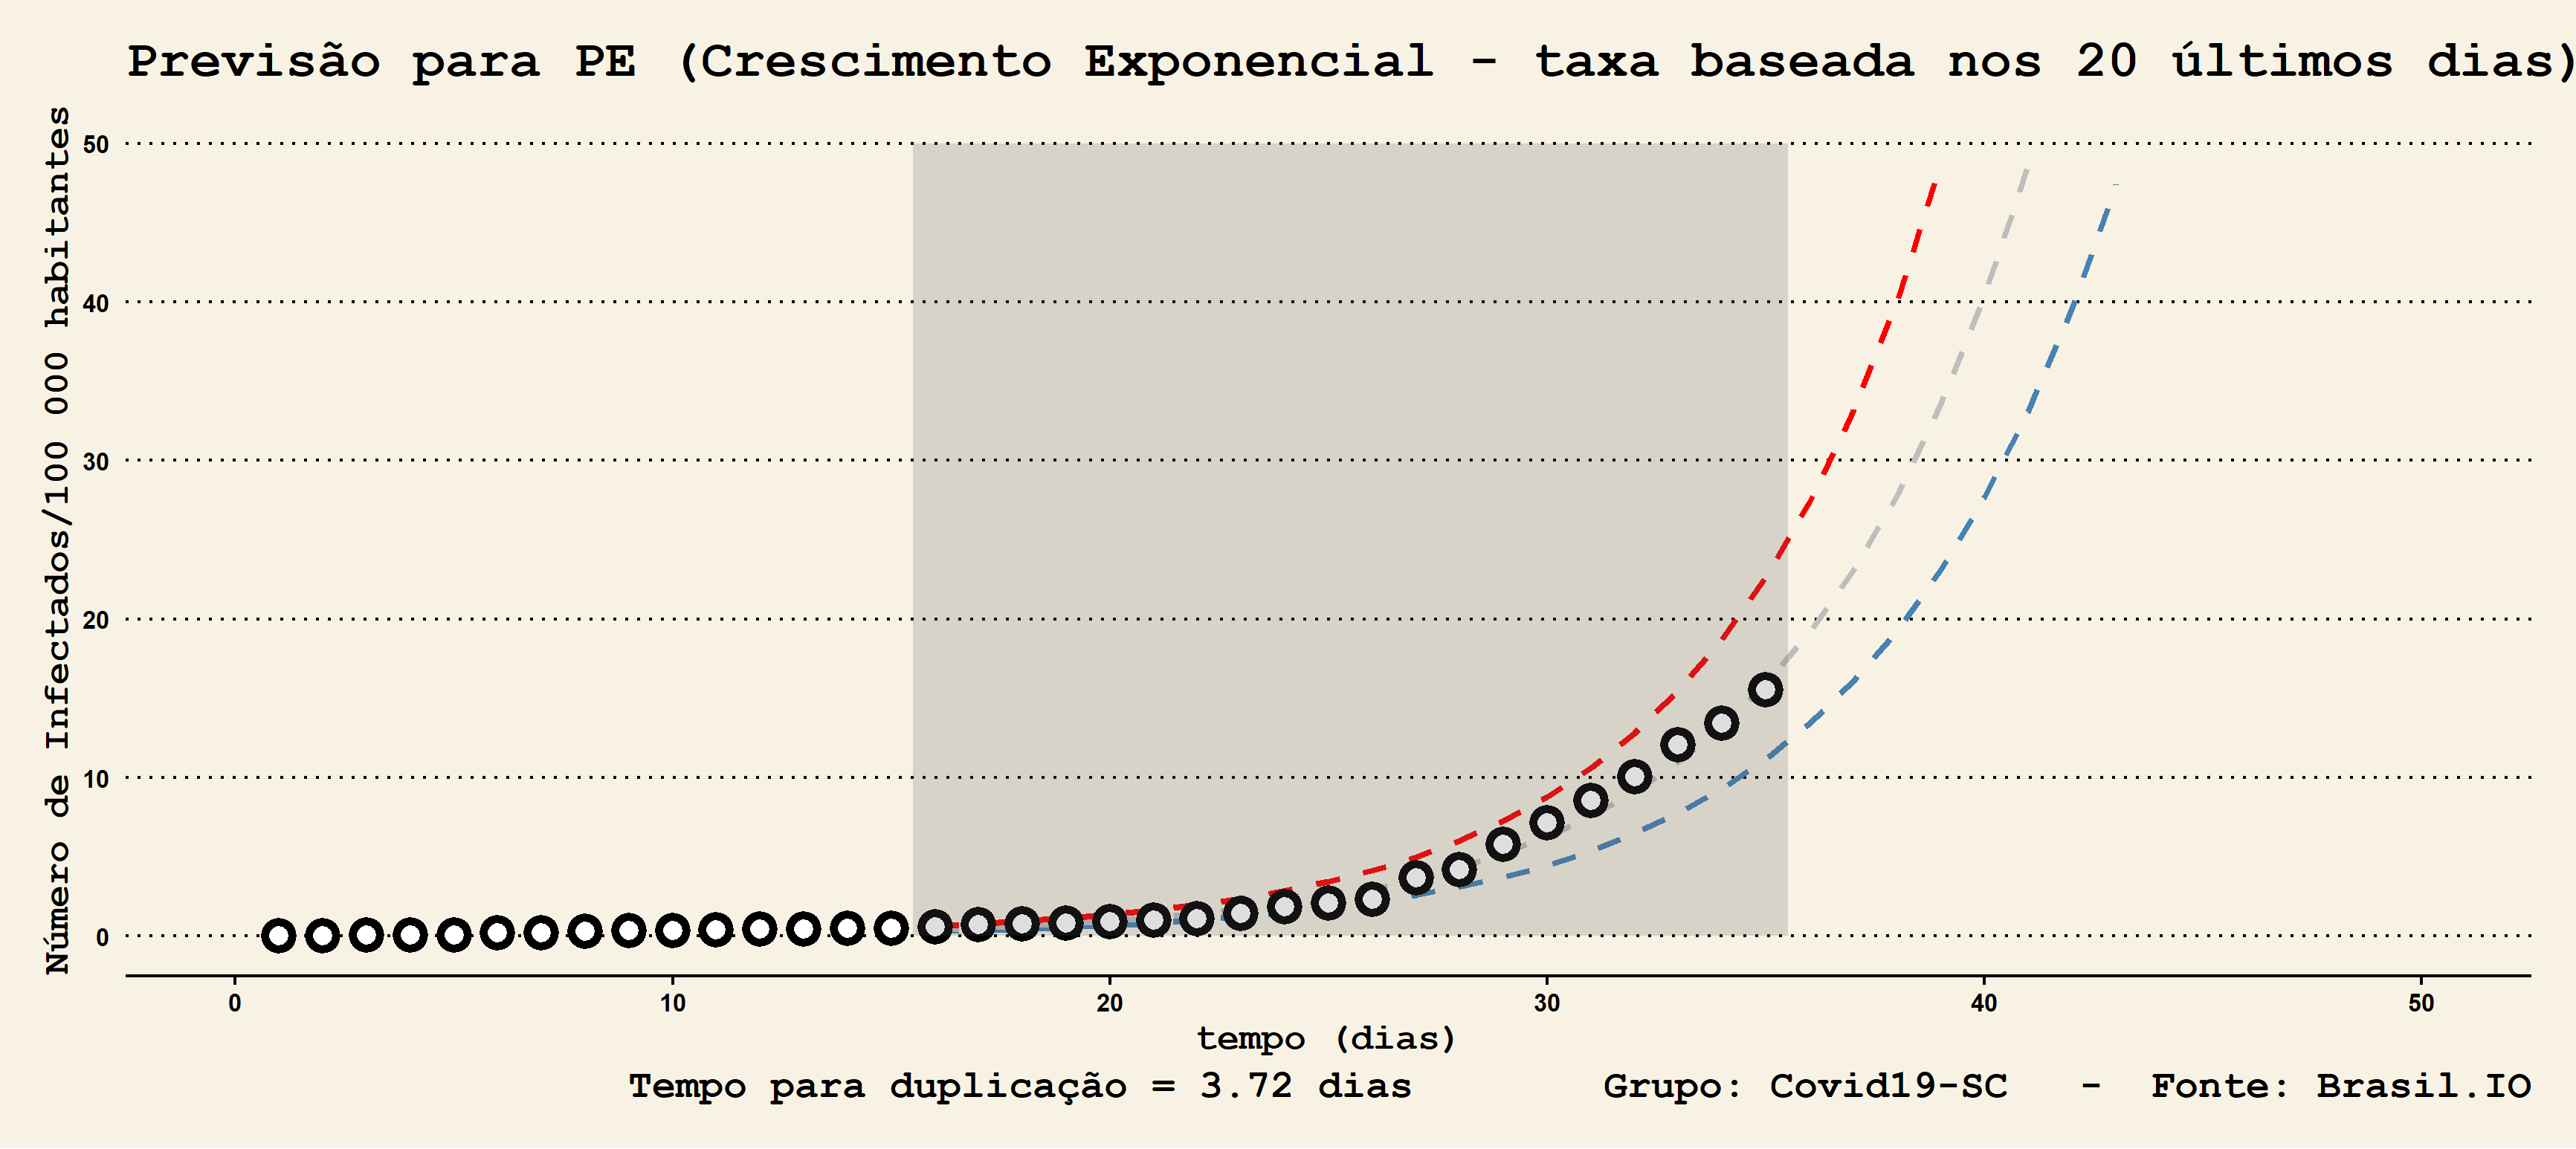 Previsão para PE (Crescimento Exponencial - taxa baseada nos 20 últimos dias)
Número de Infectados/100 000 habitantes
50
40
30
20
10
0
0 10 20 30 40 50
tempo (dias)
Tempo para duplicação = 3.72 dias Grupo: Covid19-SC - Fonte: Brasil.IO